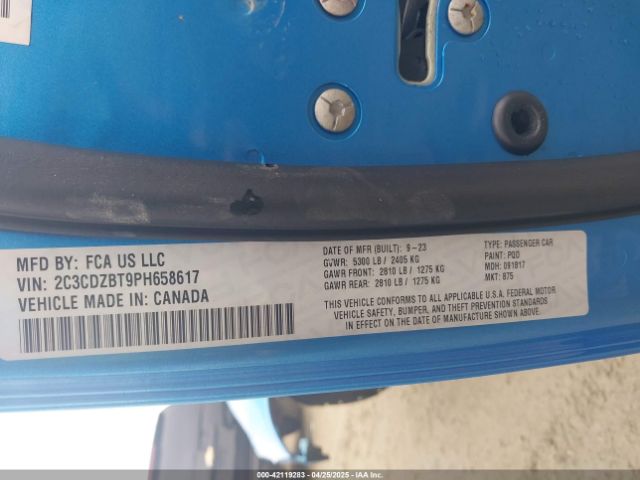 MFD BY: FCA US LLC
VIN: 2C3CDZBT9PH658617
VEHICLE MADE IN: CANADA
DATE OF MFR (BUILT): 9-23
GVWR: 5300 LB / 2405 KG
GAWR FRONT: 2810 LB / 1275 KG
GAWR REAR: 2810 LB / 1275 KG
TYPE: PASSENGER CAR
PAINT: PQD
MDH: 091817
MKT: 875
THIS VEHICLE CONFORMS TO ALL APPLICABLE U.S.A. FEDERAL MOTOR
VEHICLE SAFETY, BUMPER, AND THEFT PREVENTION STANDARDS
IN EFFECT ON THE DATE OF MANUFACTURE SHOWN ABOVE.
000-42119283 - 04/25/2025 - IAA Inc.